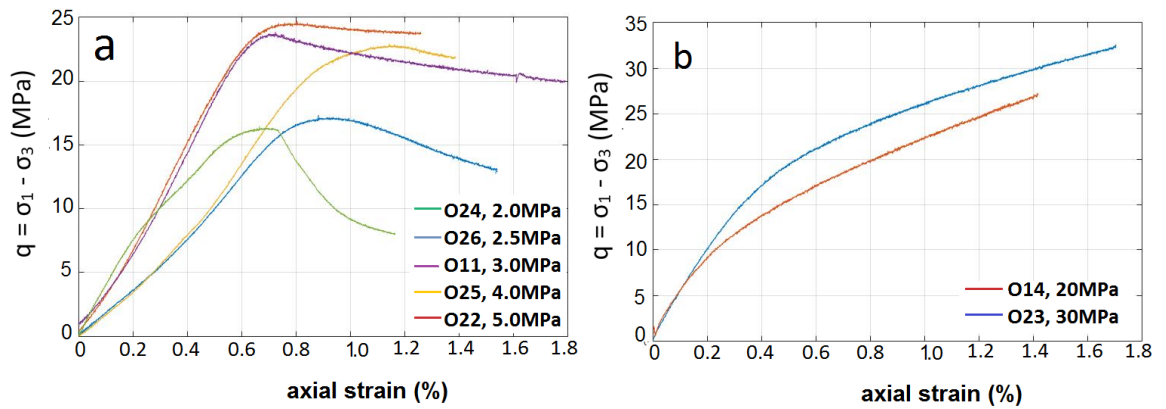 a
25
20
15
10
5
0
q = σ1 - σ3 (MPa)
0
0.2
0.4
0.6
0.8
1.0
1.2
1.4
1.6
1.8
axial strain (%)
O24, 2.0MPa
O26, 2.5MPa
O11, 3.0MPa
O25, 4.0MPa
O22, 5.0MPa
b
35
30
25
20
15
10
5
0
q = σ1 - σ3 (MPa)
0
0.2
0.4
0.6
0.8
1.0
1.2
1.4
1.6
1.8
axial strain (%)
O14, 20MPa
O23, 30MPa